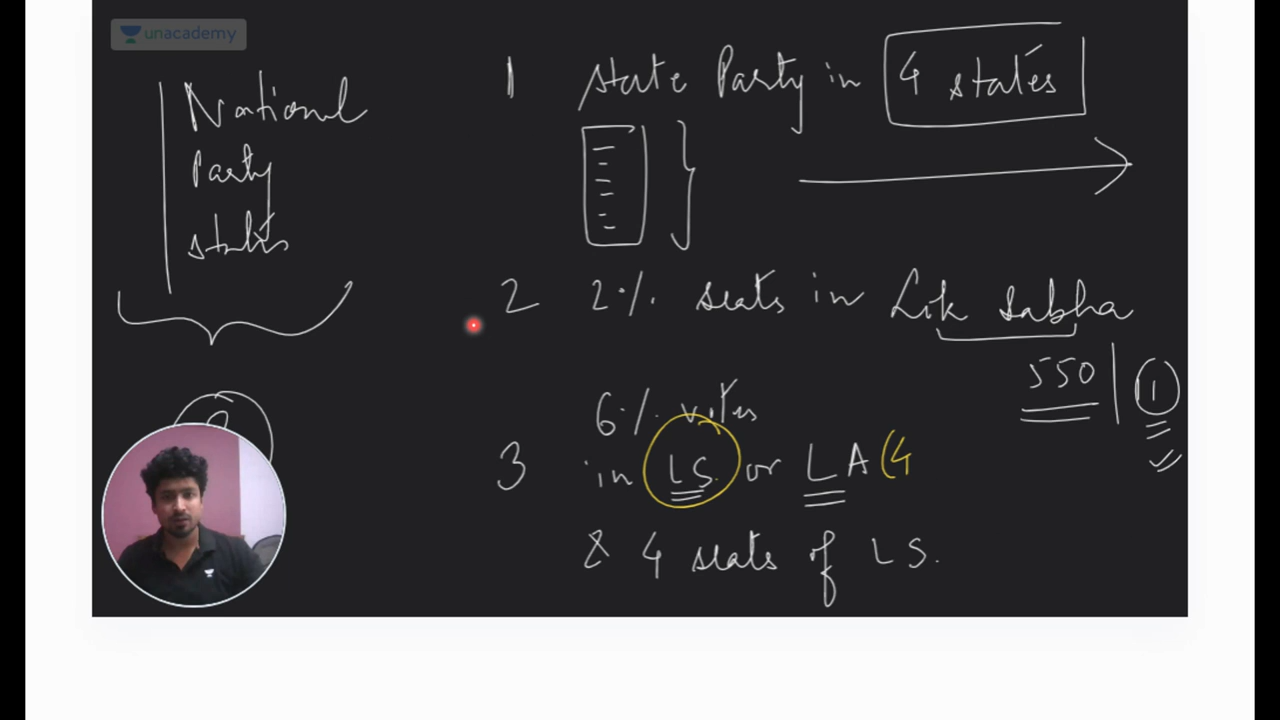 unacademy
National
Party
status
1 State Party in 4 states
2 2% seats in Lok Sabha
550 | 1
6% votes
3 in LS. or LA (4
& 4 seats of LS.